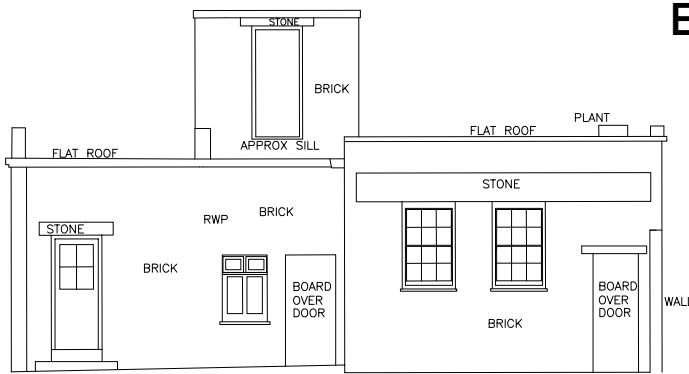 E
STONE
BRICK
PLANT
FLAT ROOF
APPROX SILL
FLAT ROOF
STONE
BRICK
RWP
STONE
BRICK
BOARD
OVER
DOOR
BOARD
OVER
DOOR
WALL
BRICK